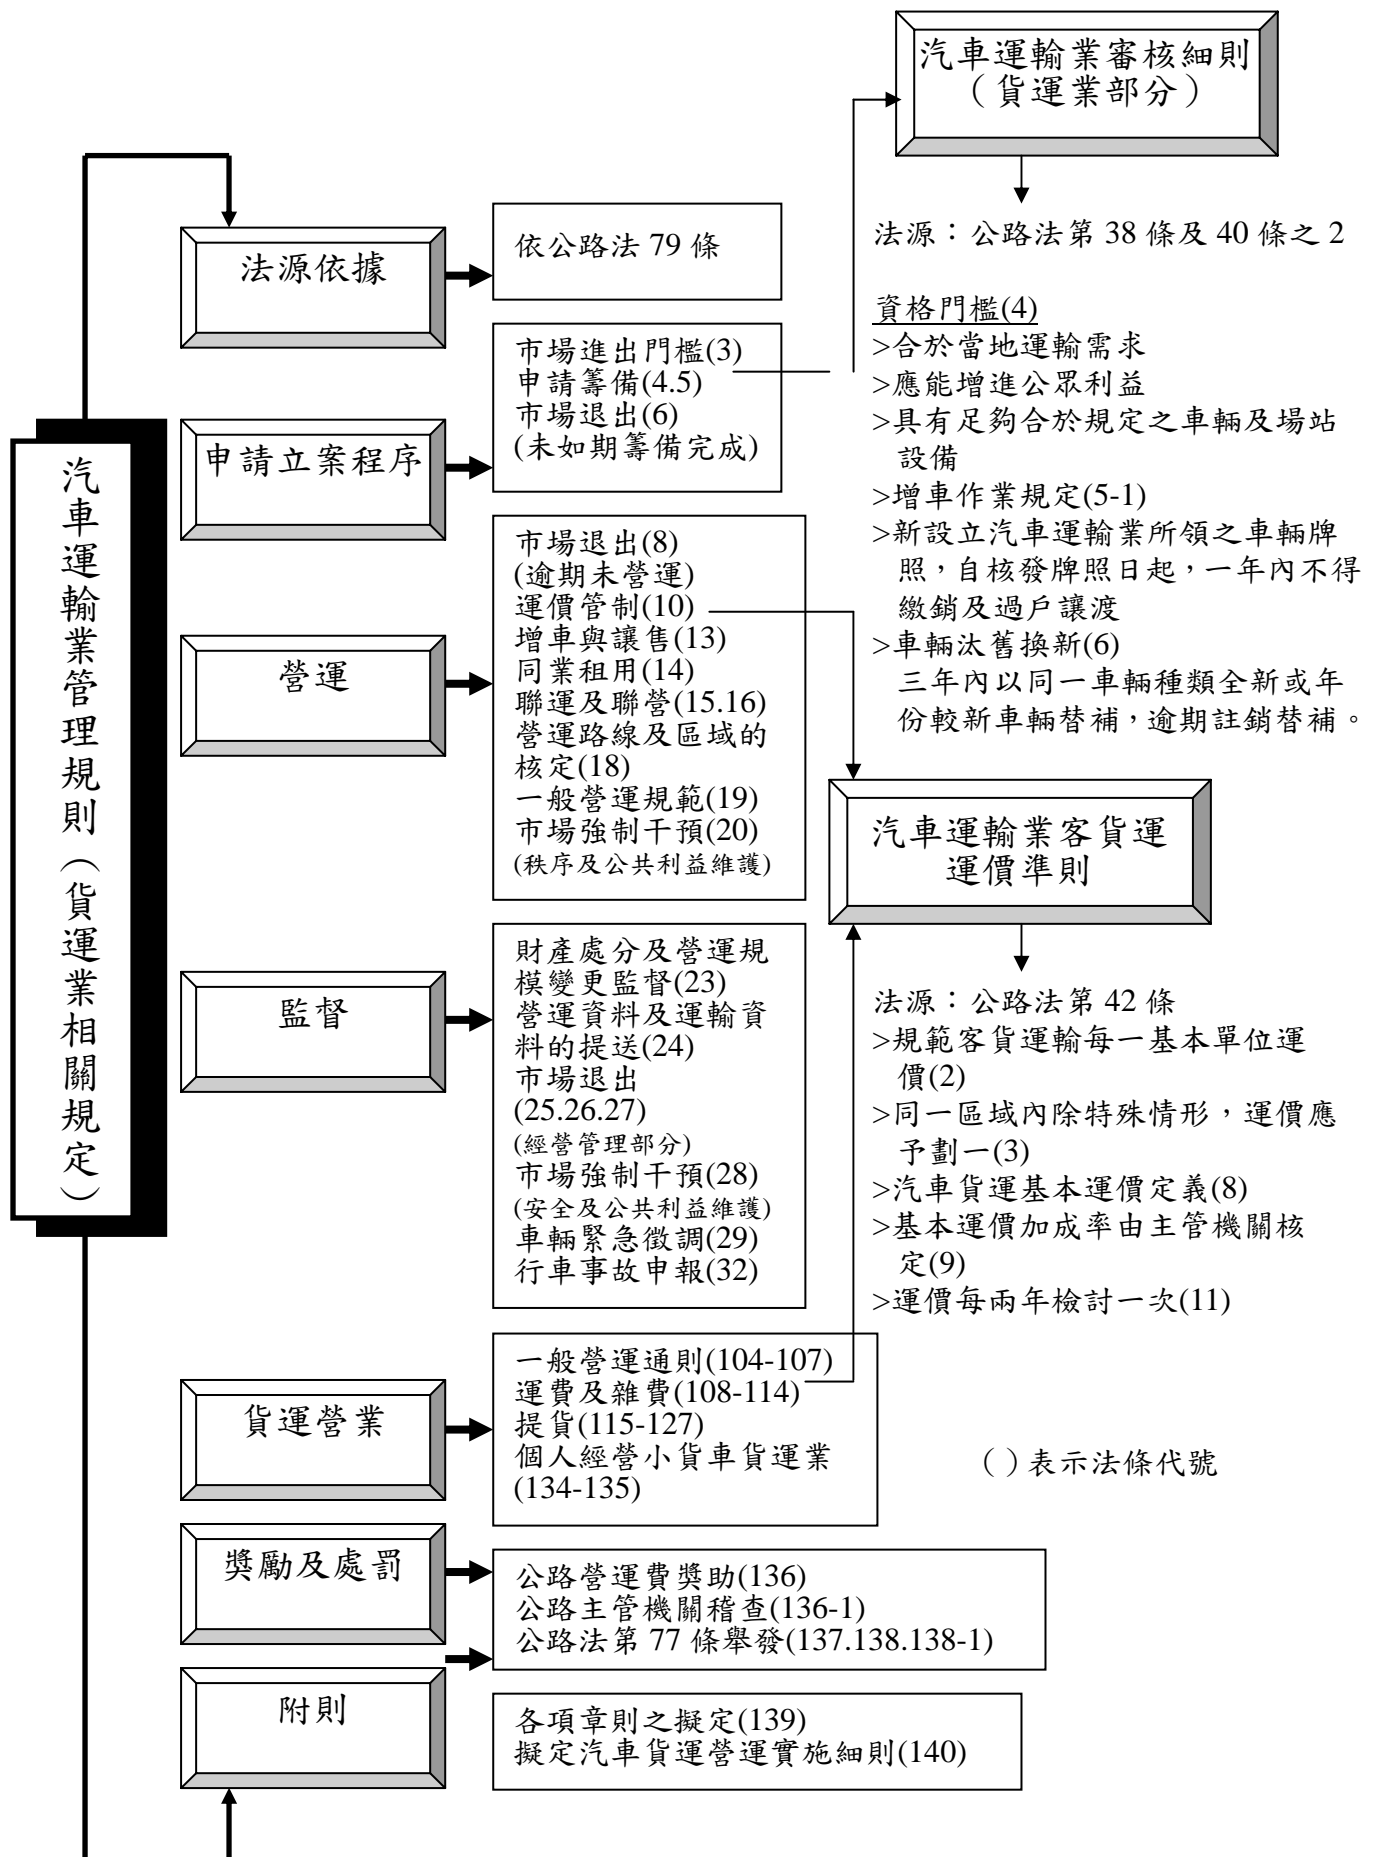 汽車運輸業管理規則（貨運業相關規定）
法源依據
依公路法 79 條
申請立案程序
市場進出門檻(3)
申請籌備(4.5)
市場退出(6)
(未如期籌備完成)
營運
市場退出(8)
(逾期未營運)
運價管制(10)
增車與讓售(13)
同業租用(14)
聯運及聯營(15.16)
營運路線及區域的
核定(18)
一般營運規範(19)
市場強制干預(20)
(秩序及公共利益維護)
監督
財產處分及營運規
模變更監督(23)
營運資料及運輸資
料的提送(24)
市場退出
(25.26.27)
(經營管理部分)
市場強制干預(28)
(安全及公共利益維護)
車輛緊急徵調(29)
行車事故申報(32)
貨運營業
一般營運通則(104-107)
運費及雜費(108-114)
提貨(115-127)
個人經營小貨車貨運業
(134-135)
獎勵及處罰
公路營運費獎助(136)
公路主管機關稽查(136-1)
公路法第 77 條舉發(137.138.138-1)
附則
各項章則之擬定(139)
擬定汽車貨運營運實施細則(140)
汽車運輸業審核細則
（貨運業部分）
法源：公路法第 38 條及 40 條之 2
資格門檻(4)
>合於當地運輸需求
>應能增進公眾利益
>具有足夠合於規定之車輛及場站
設備
>增車作業規定(5-1)
>新設立汽車運輸業所領之車輛牌
照，自核發牌照日起，一年內不得
繳銷及過戶讓渡
>車輛汰舊換新(6)
三年內以同一車輛種類全新或年
份較新車輛替補，逾期註銷替補。
汽車運輸業客貨運
運價準則
法源：公路法第 42 條
>規範客貨運輸每一基本單位運
價(2)
>同一區域內除特殊情形，運價應
予劃一(3)
>汽車貨運基本運價定義(8)
>基本運價加成率由主管機關核
定(9)
>運價每兩年檢討一次(11)
（）表示法條代號